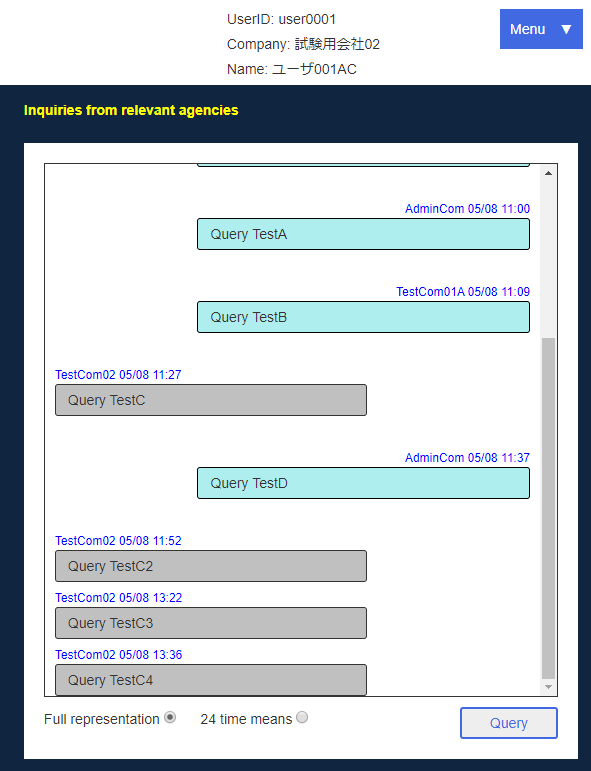 UserID: user0001
Company: 試験用会社02
Name: ユーザ001AC
Menu ▼
Inquiries from relevant agencies
AdminCom 05/08 11:00
Query TestA
TestCom01A 05/08 11:09
Query TestB
TestCom02 05/08 11:27
Query TestC
AdminCom 05/08 11:37
Query TestD
TestCom02 05/08 11:52
Query TestC2
TestCom02 05/08 13:22
Query TestC3
TestCom02 05/08 13:36
Query TestC4
Full representation 24 time means Query